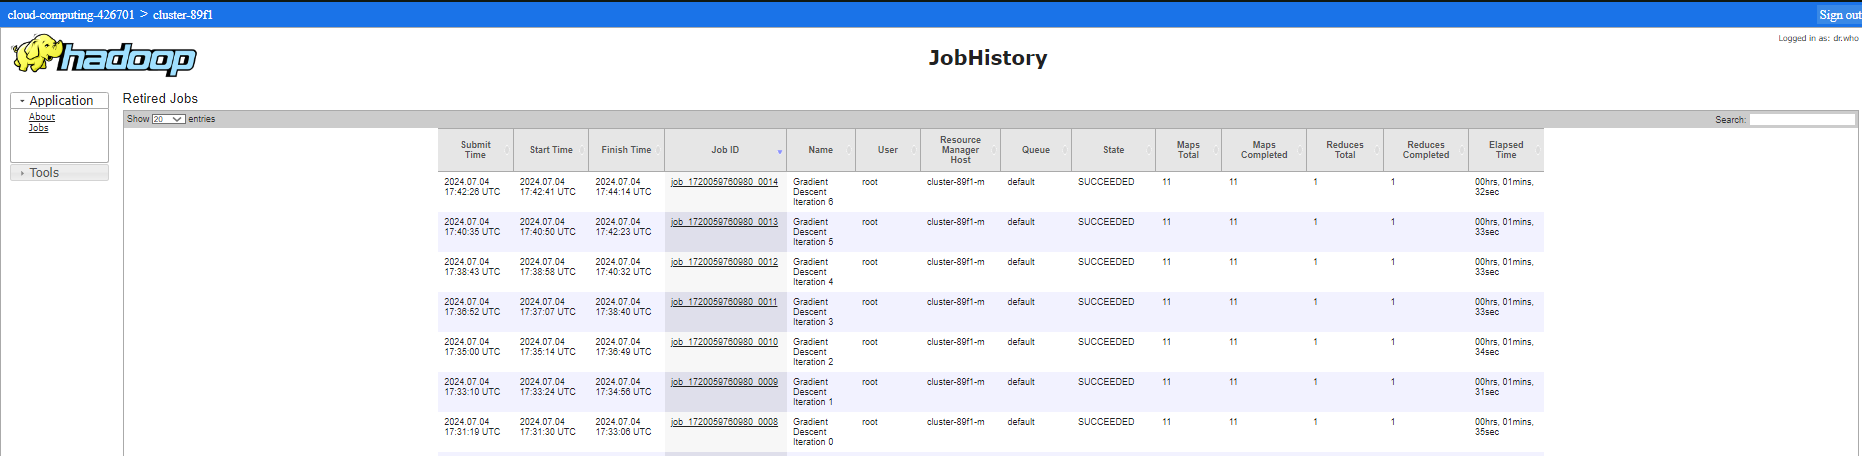 cloud-computing-426701 > cluster-89f1
Sign out
hadoop
JobHistory
Logged in as: dr.who
Application
About
Jobs
Tools
Retired Jobs
Show 20 entries
Search:
Submit Time Start Time Finish Time Job ID Name User Resource Manager Host Queue State Maps Total Maps Completed Reduces Total Reduces Completed Elapsed Time
2024.07.04 17:42:26 UTC 2024.07.04 17:42:41 UTC 2024.07.04 17:44:14 UTC job_1720059760980_0014 Gradient Descent Iteration 6 root cluster-89f1-m default SUCCEEDED 11 11 1 1 00hrs, 01mins, 32sec
2024.07.04 17:40:35 UTC 2024.07.04 17:40:50 UTC 2024.07.04 17:42:23 UTC job_1720059760980_0013 Gradient Descent Iteration 5 root cluster-89f1-m default SUCCEEDED 11 11 1 1 00hrs, 01mins, 33sec
2024.07.04 17:38:43 UTC 2024.07.04 17:38:58 UTC 2024.07.04 17:40:32 UTC job_1720059760980_0012 Gradient Descent Iteration 4 root cluster-89f1-m default SUCCEEDED 11 11 1 1 00hrs, 01mins, 33sec
2024.07.04 17:36:52 UTC 2024.07.04 17:37:07 UTC 2024.07.04 17:38:40 UTC job_1720059760980_0011 Gradient Descent Iteration 3 root cluster-89f1-m default SUCCEEDED 11 11 1 1 00hrs, 01mins, 33sec
2024.07.04 17:35:00 UTC 2024.07.04 17:35:14 UTC 2024.07.04 17:36:49 UTC job_1720059760980_0010 Gradient Descent Iteration 2 root cluster-89f1-m default SUCCEEDED 11 11 1 1 00hrs, 01mins, 34sec
2024.07.04 17:33:10 UTC 2024.07.04 17:33:24 UTC 2024.07.04 17:34:56 UTC job_1720059760980_0009 Gradient Descent Iteration 1 root cluster-89f1-m default SUCCEEDED 11 11 1 1 00hrs, 01mins, 31sec
2024.07.04 17:31:19 UTC 2024.07.04 17:31:30 UTC 2024.07.04 17:33:06 UTC job_1720059760980_0008 Gradient Descent Iteration 0 root cluster-89f1-m default SUCCEEDED 11 11 1 1 00hrs, 01mins, 35sec